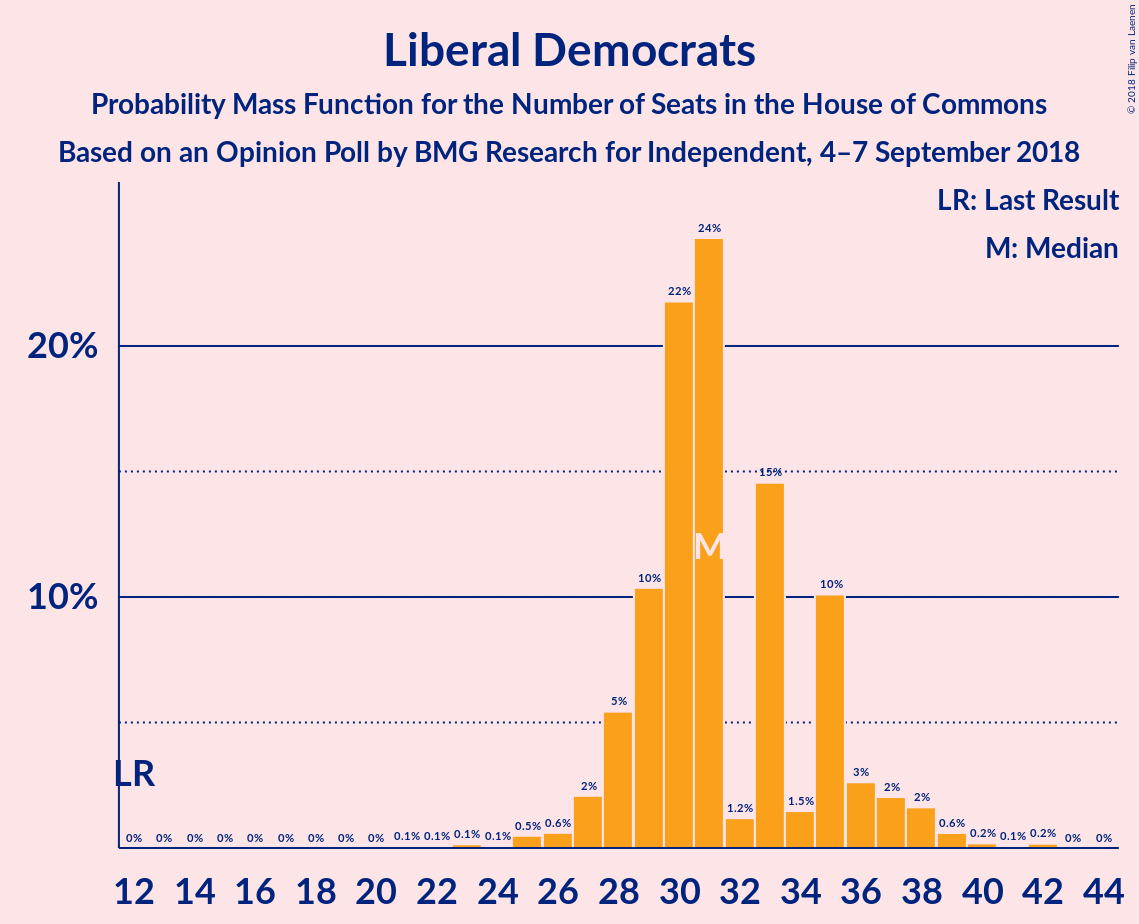 Liberal Democrats
Probability Mass Function for the Number of Seats in the House of Commons
Based on an Opinion Poll by BMG Research for Independent, 4–7 September 2018
© 2018 Filip van Laenen
LR: Last Result
M: Median
20%
10%
LR
M
0% 0% 0% 0% 0% 0% 0% 0% 0% 0.1% 0.1% 0.1% 0.1% 0.5% 0.6% 2% 5% 10% 22% 24% 1.2% 15% 1.5% 10% 3% 2% 2% 0.6% 0.2% 0.1% 0.2% 0% 0%
12 14 16 18 20 22 24 26 28 30 32 34 36 38 40 42 44